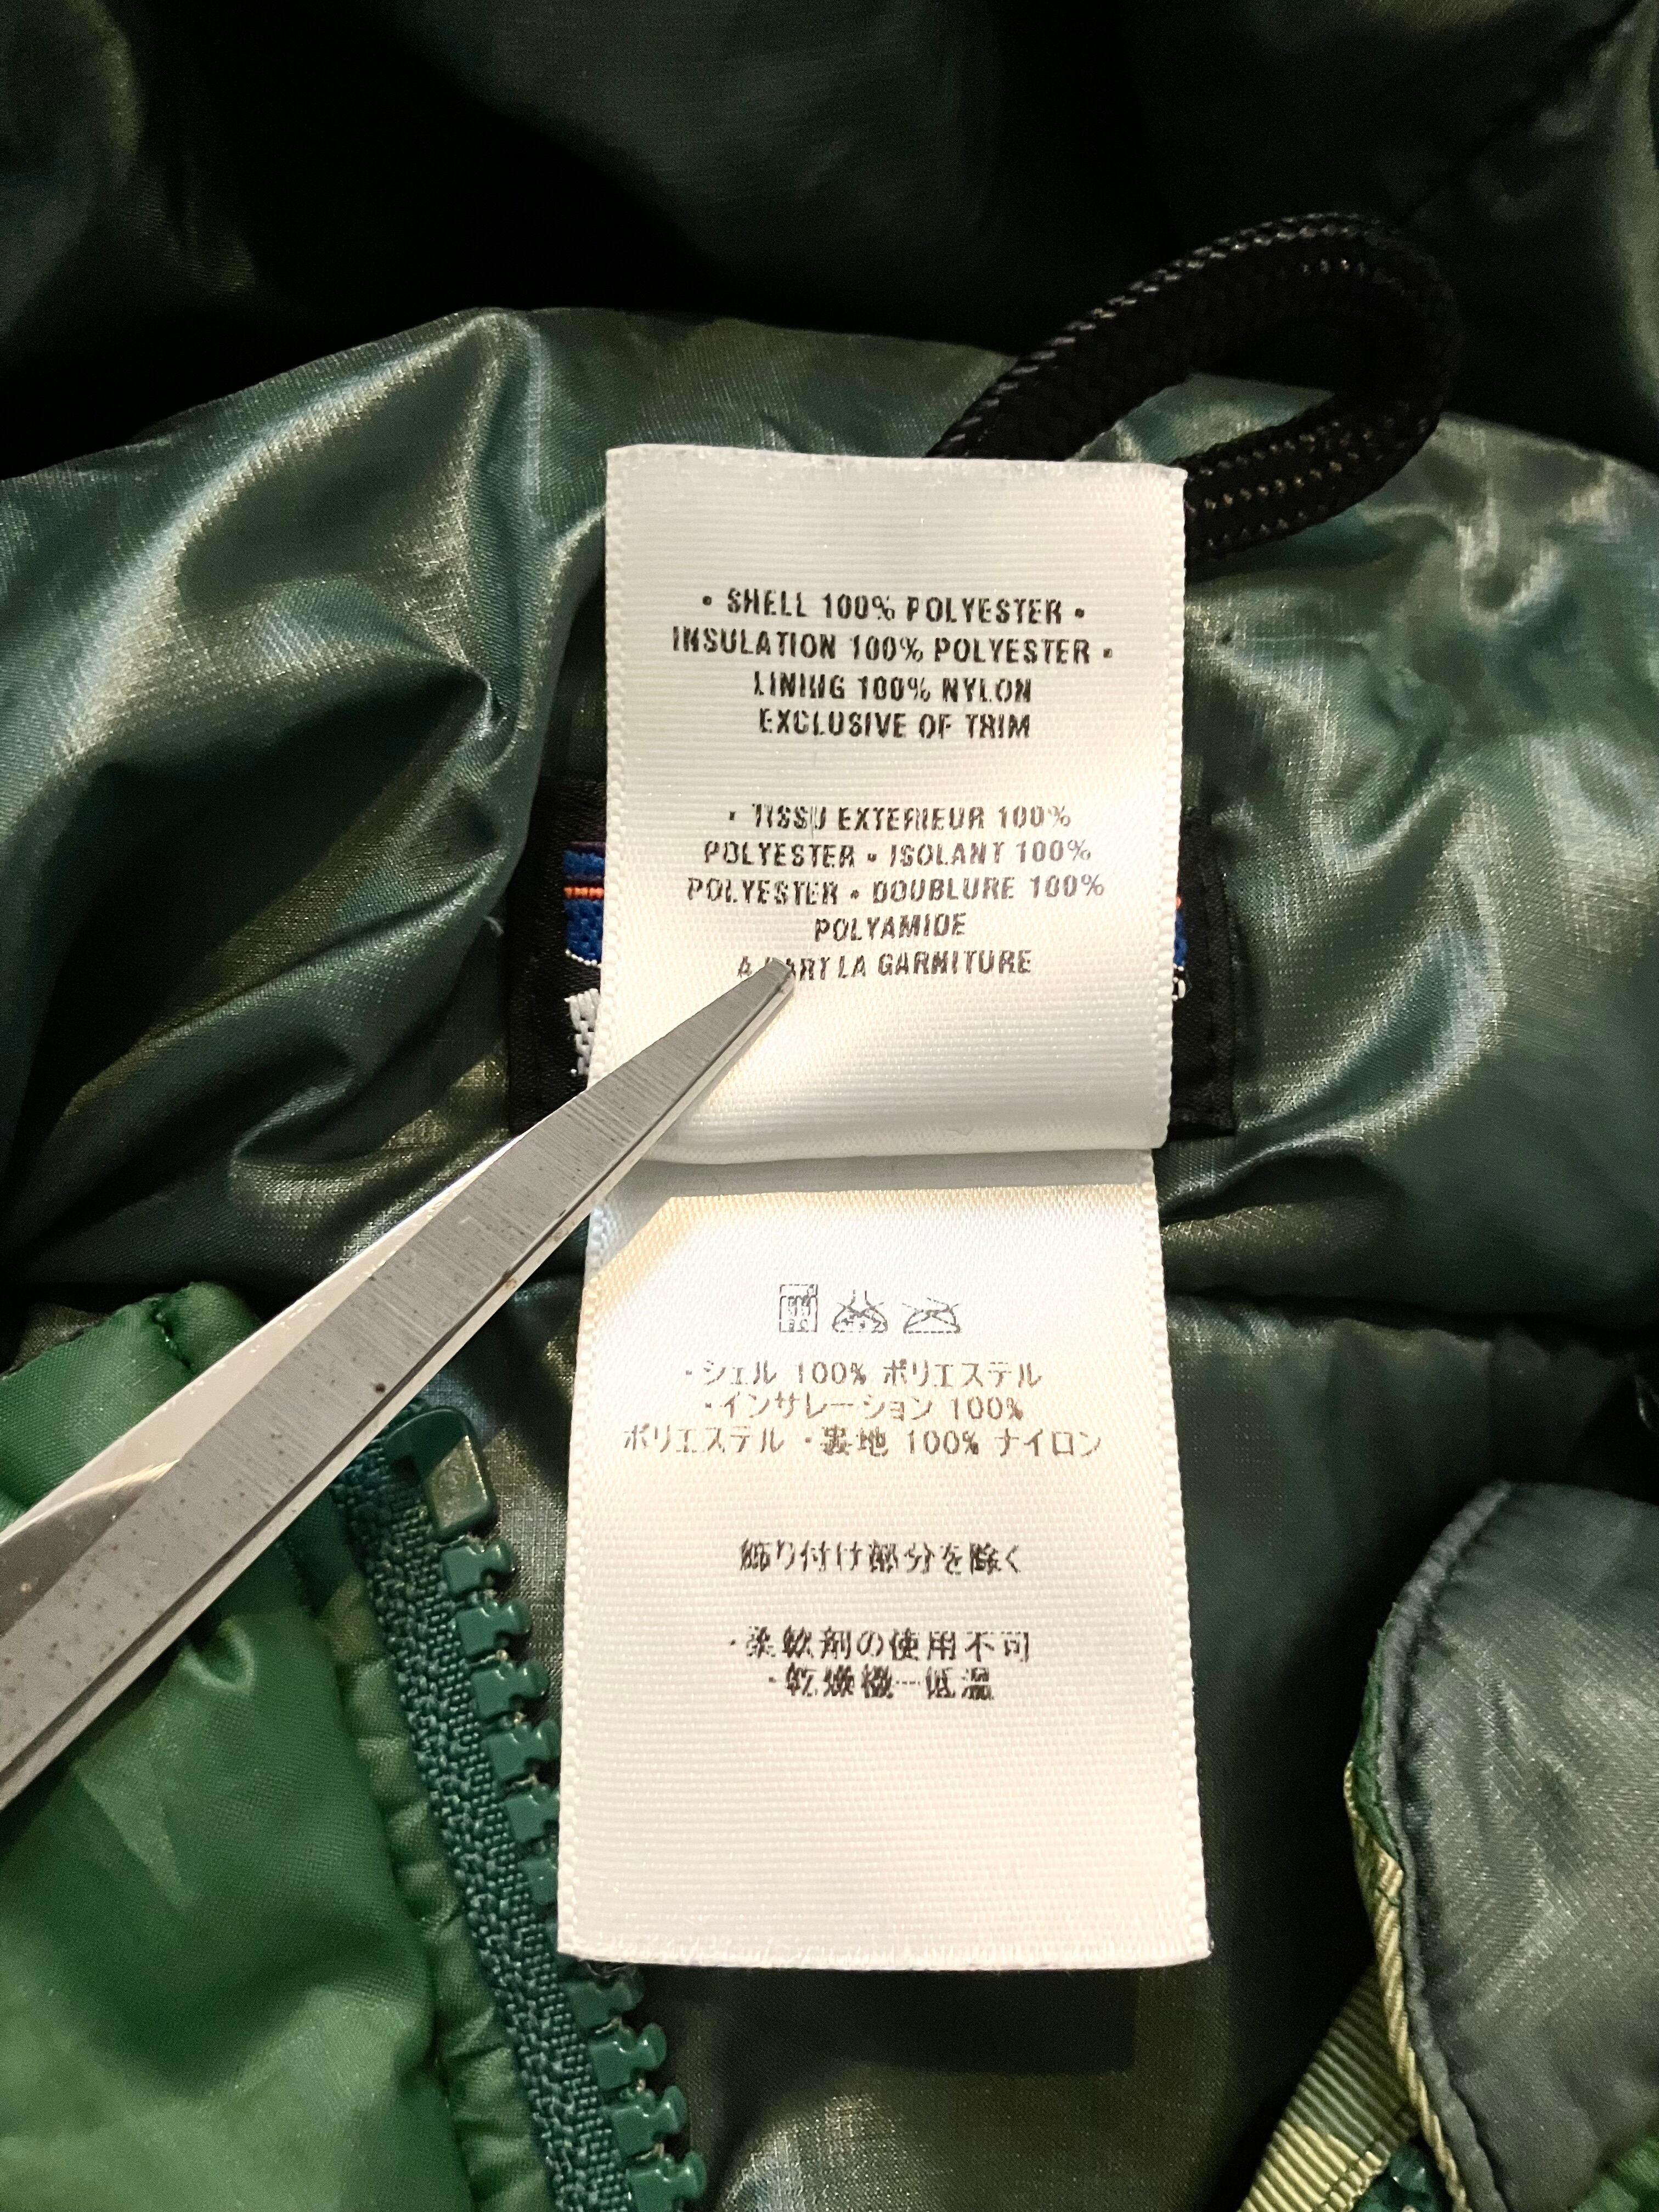 • SHELL 100% POLYESTER •
INSULATION 100% POLYESTER •
LINING 100% NYLON
EXCLUSIVE OF TRIM
• TISSU EXTERIEUR 100%
POLYESTER • ISOLANT 100%
POLYESTER • DOUBLURE 100%
POLYAMIDE
A PART LA GARNITURE
・シェル 100% ポリエステル
・インサレーション 100%
ポリエステル ・裏地 100% ナイロン
飾り付け部分を除く
・柔軟剤の使用不可
・乾燥機―低温